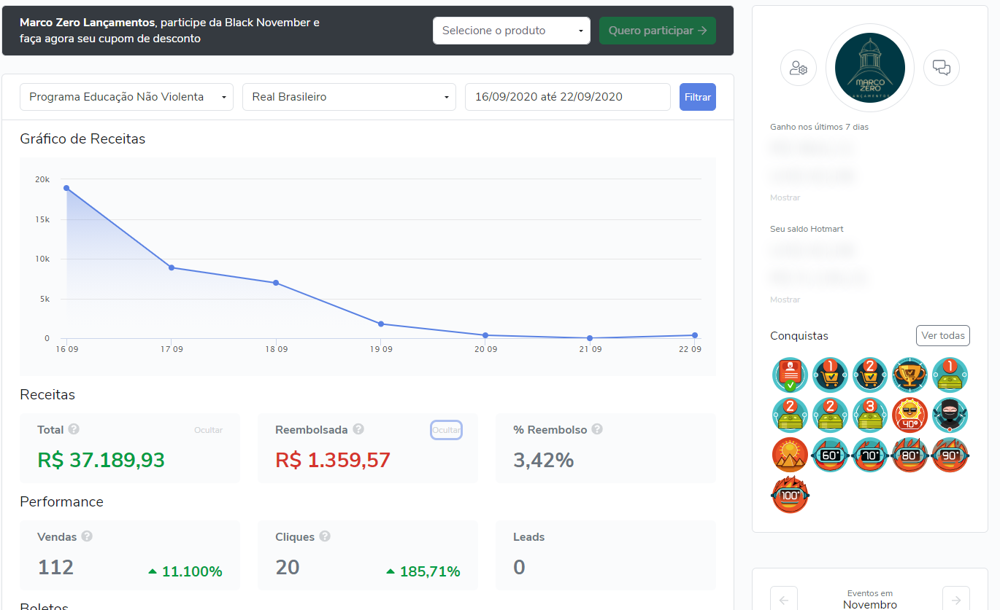 Marco Zero Lançamentos, participe da Black November e
faça agora seu cupom de desconto
Selecione o produto
Quero participar →
Programa Educação Não Violenta
Real Brasileiro
16/09/2020 até 22/09/2020
Filtrar
Gráfico de Receitas
20k
15k
10k
5k
0
16 09 17 09 18 09 19 09 20 09 21 09 22 09
Receitas
Total ? Ocultar
R$ 37.189,93
Reembolsada ? Ocultar
R$ 1.359,57
% Reembolso ?
3,42%
Performance
Vendas ?
112 11.100%
Cliques ?
20 185,71%
Leads
0
Boletos
MARCO
ZERO
LANÇAMENTOS
Ganho nos últimos 7 dias
Mostrar
Seu saldo Hotmart
Mostrar
Conquistas
Ver todas
1 2 1
2 2 3 40°
60° 70° 80° 90°
100°
Eventos em
← Novembro →